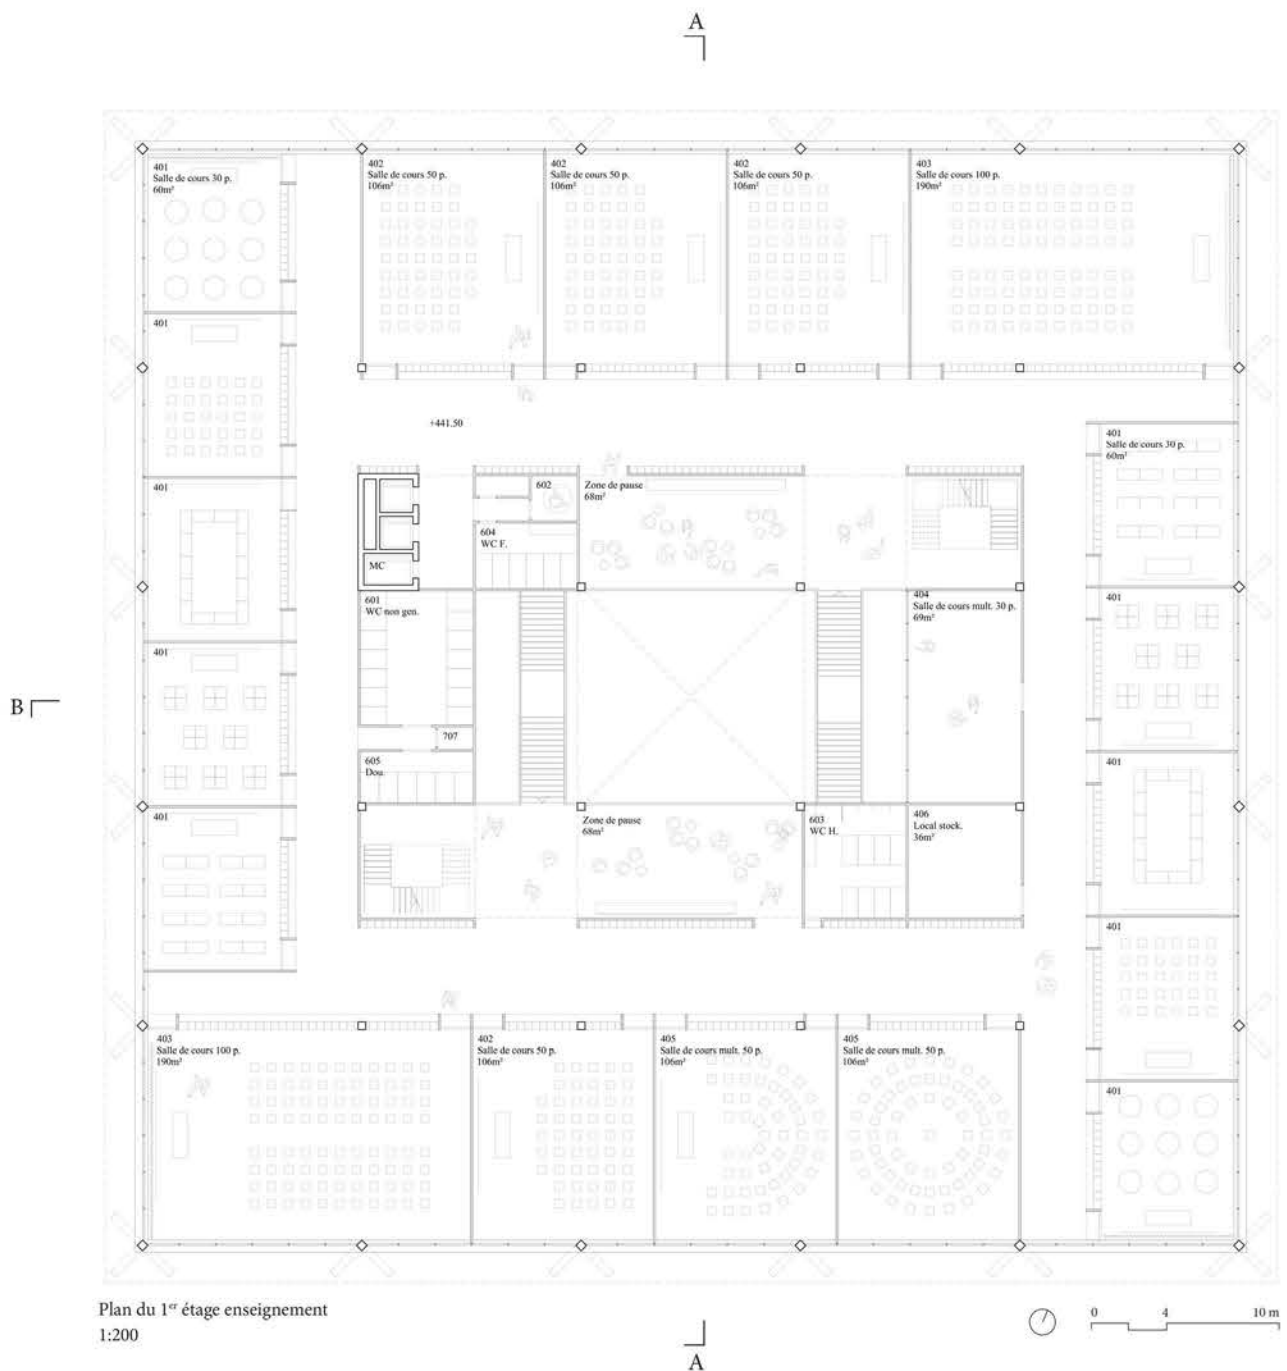 A
401
Salle de cours 30 p.
60m²
402
Salle de cours 50 p.
106m²
402
Salle de cours 50 p.
106m²
402
Salle de cours 50 p.
106m²
403
Salle de cours 100 p.
190m²
401
+441.50
401
Salle de cours 30 p.
60m²
401
602
Zone de pause
68m²
604
WC F.
MC
601
WC non gen.
404
Salle de cours mult. 30 p.
69m²
401
401
B
707
605
Dou.
401
401
Zone de pause
68m²
603
WC H.
406
Local stock.
36m²
401
403
Salle de cours 100 p.
190m²
402
Salle de cours 50 p.
106m²
405
Salle de cours mult. 50 p.
106m²
405
Salle de cours mult. 50 p.
106m²
401
Plan du 1er étage enseignement
1:200
0 4 10 m
A